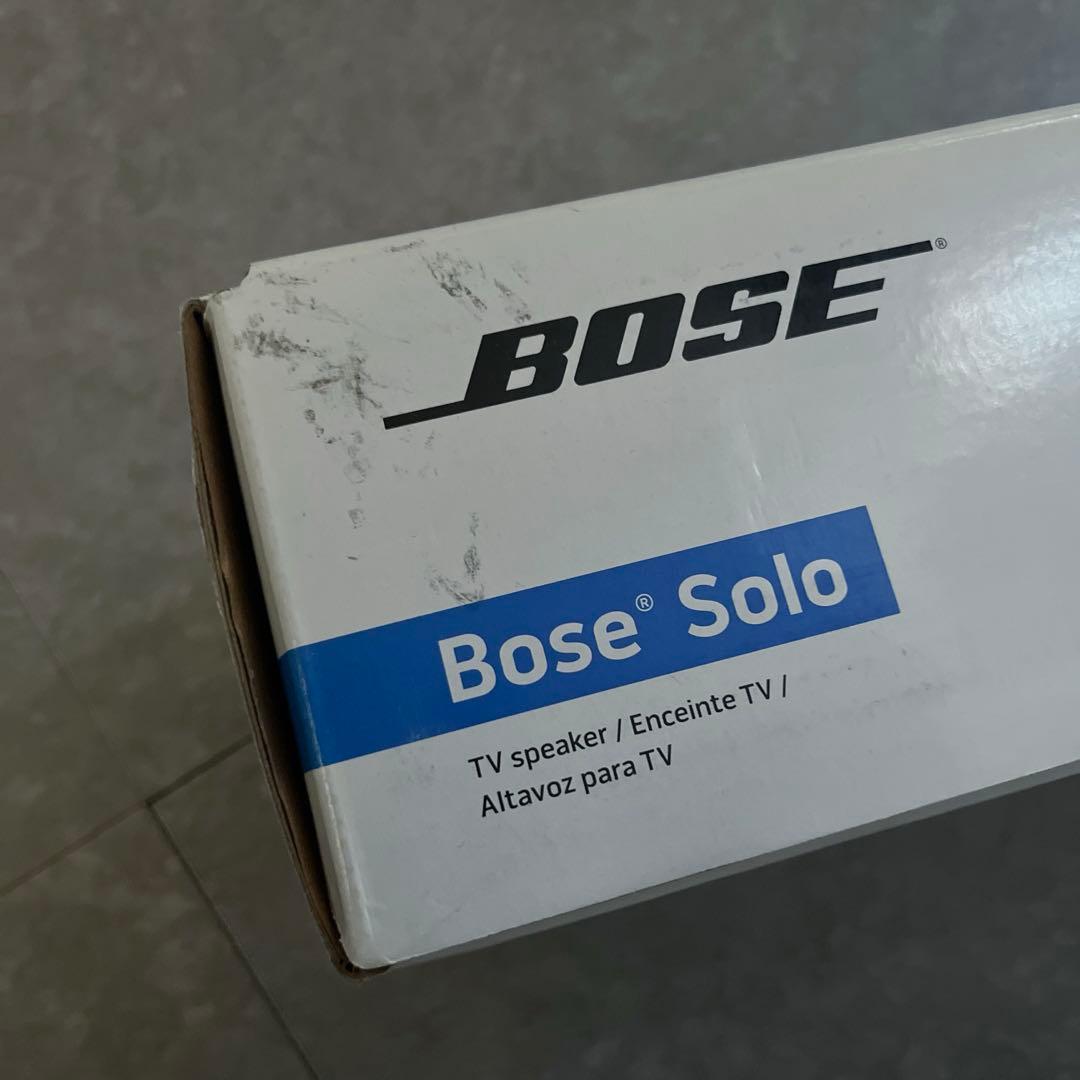 BOSE®
Bose® Solo
TV speaker / Enceinte TV /
Altavoz para TV